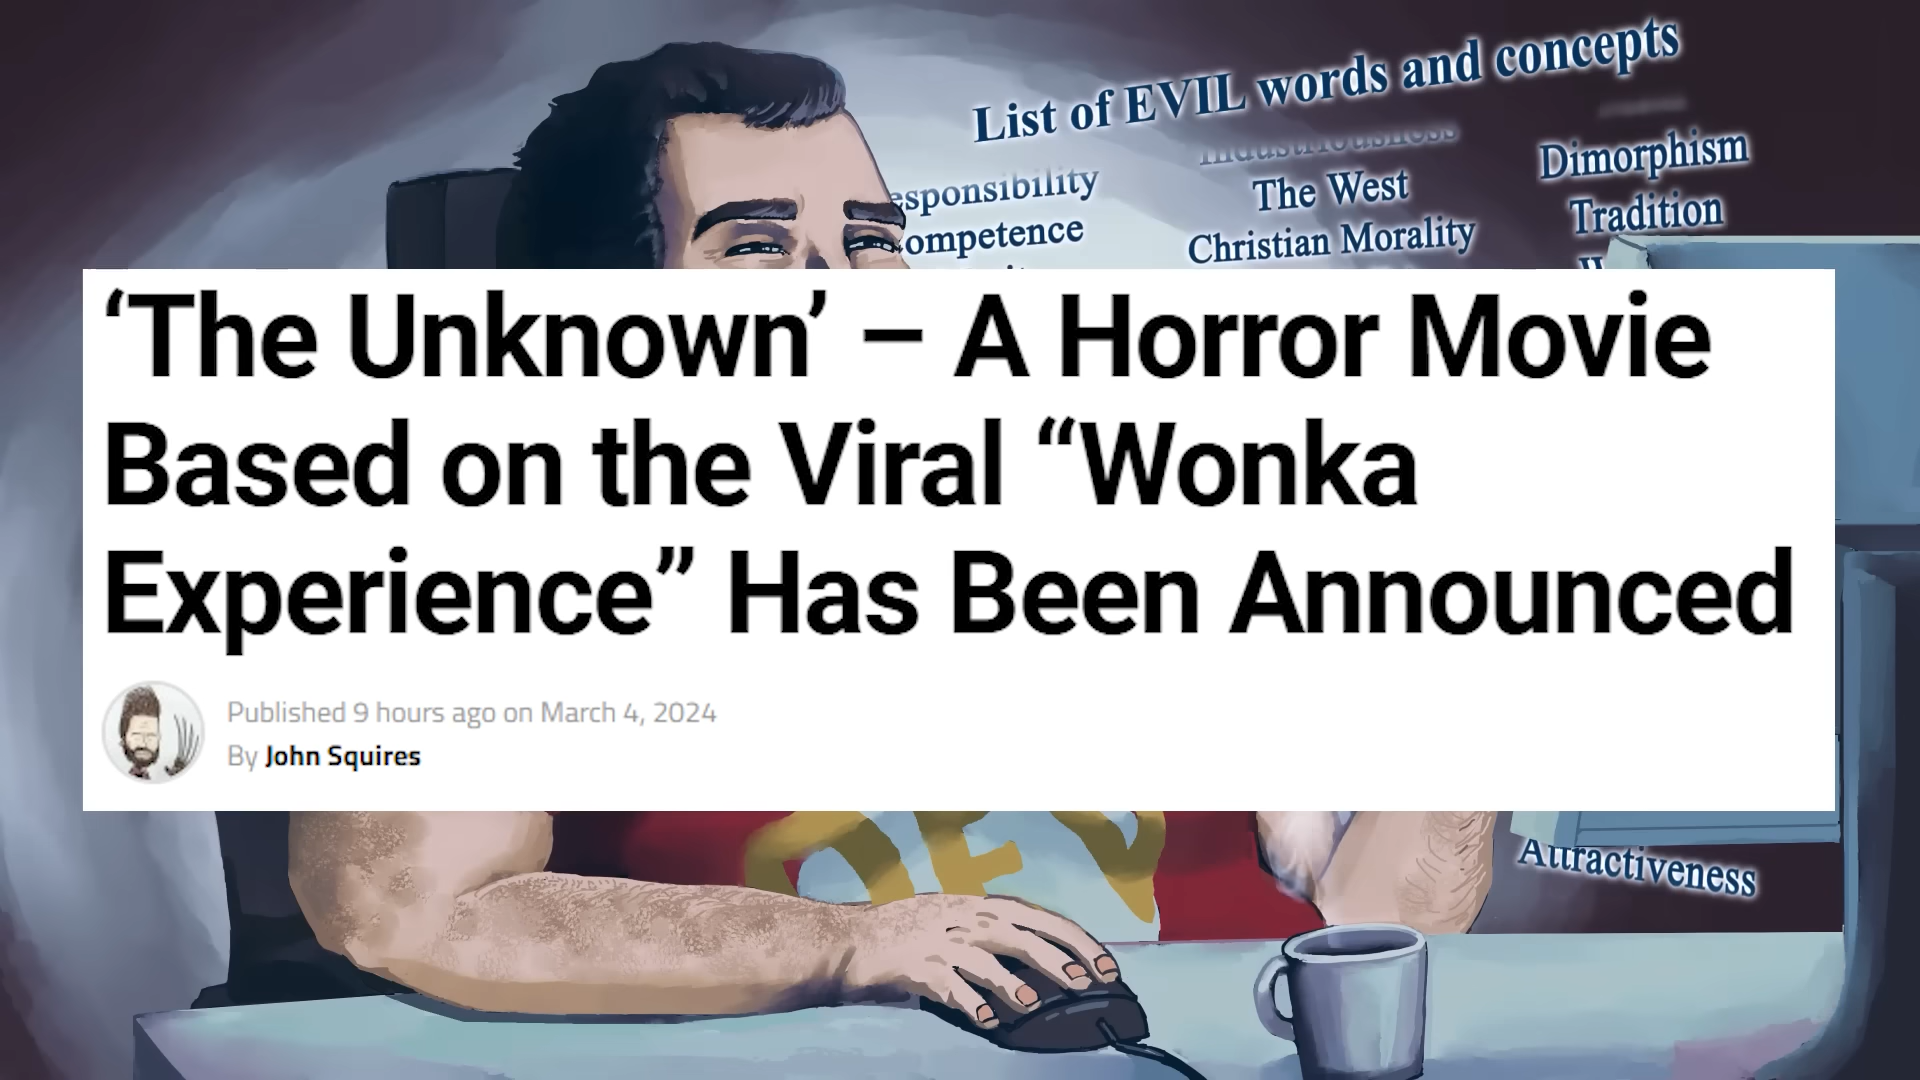 List of EVIL words and concepts
Industriousness
Dimorphism
esponsibility
The West
Tradition
ompetence
Christian Morality
‘The Unknown’ – A Horror Movie
Based on the Viral “Wonka
Experience” Has Been Announced
Published 9 hours ago on March 4, 2024
By John Squires
DEV
Attractiveness